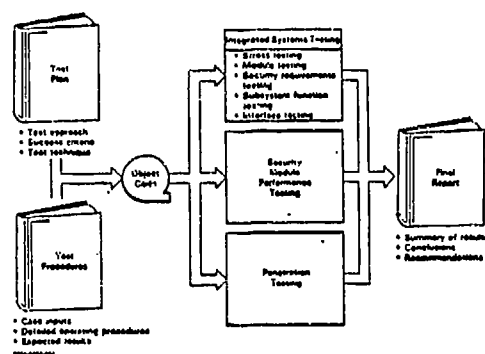 Test
Plan
• Test approach
• Success criteria
• Test technique
Object
Code
Test
Procedures
• Case inputs
• Detailed operating procedures
• Expected results
Integrated Systems Testing
• Stress testing
• Module testing
• Security requirements
testing
• Subsystem function
testing
• Interface testing
Security
Module
Performance
Testing
Penetration
Testing
Final
Report
• Summary of results
• Conclusions
• Recommendations